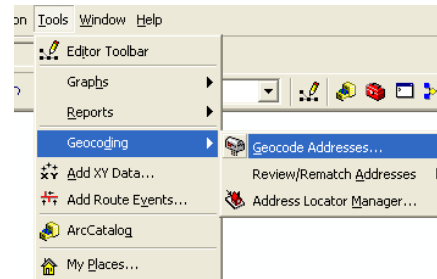 on Tools Window Help
Editor Toolbar
Graphs
Reports
Geocoding
Geocode Addresses...
Review/Rematch Addresses
Address Locator Manager...
Add XY Data...
Add Route Events...
ArcCatalog
My Places...